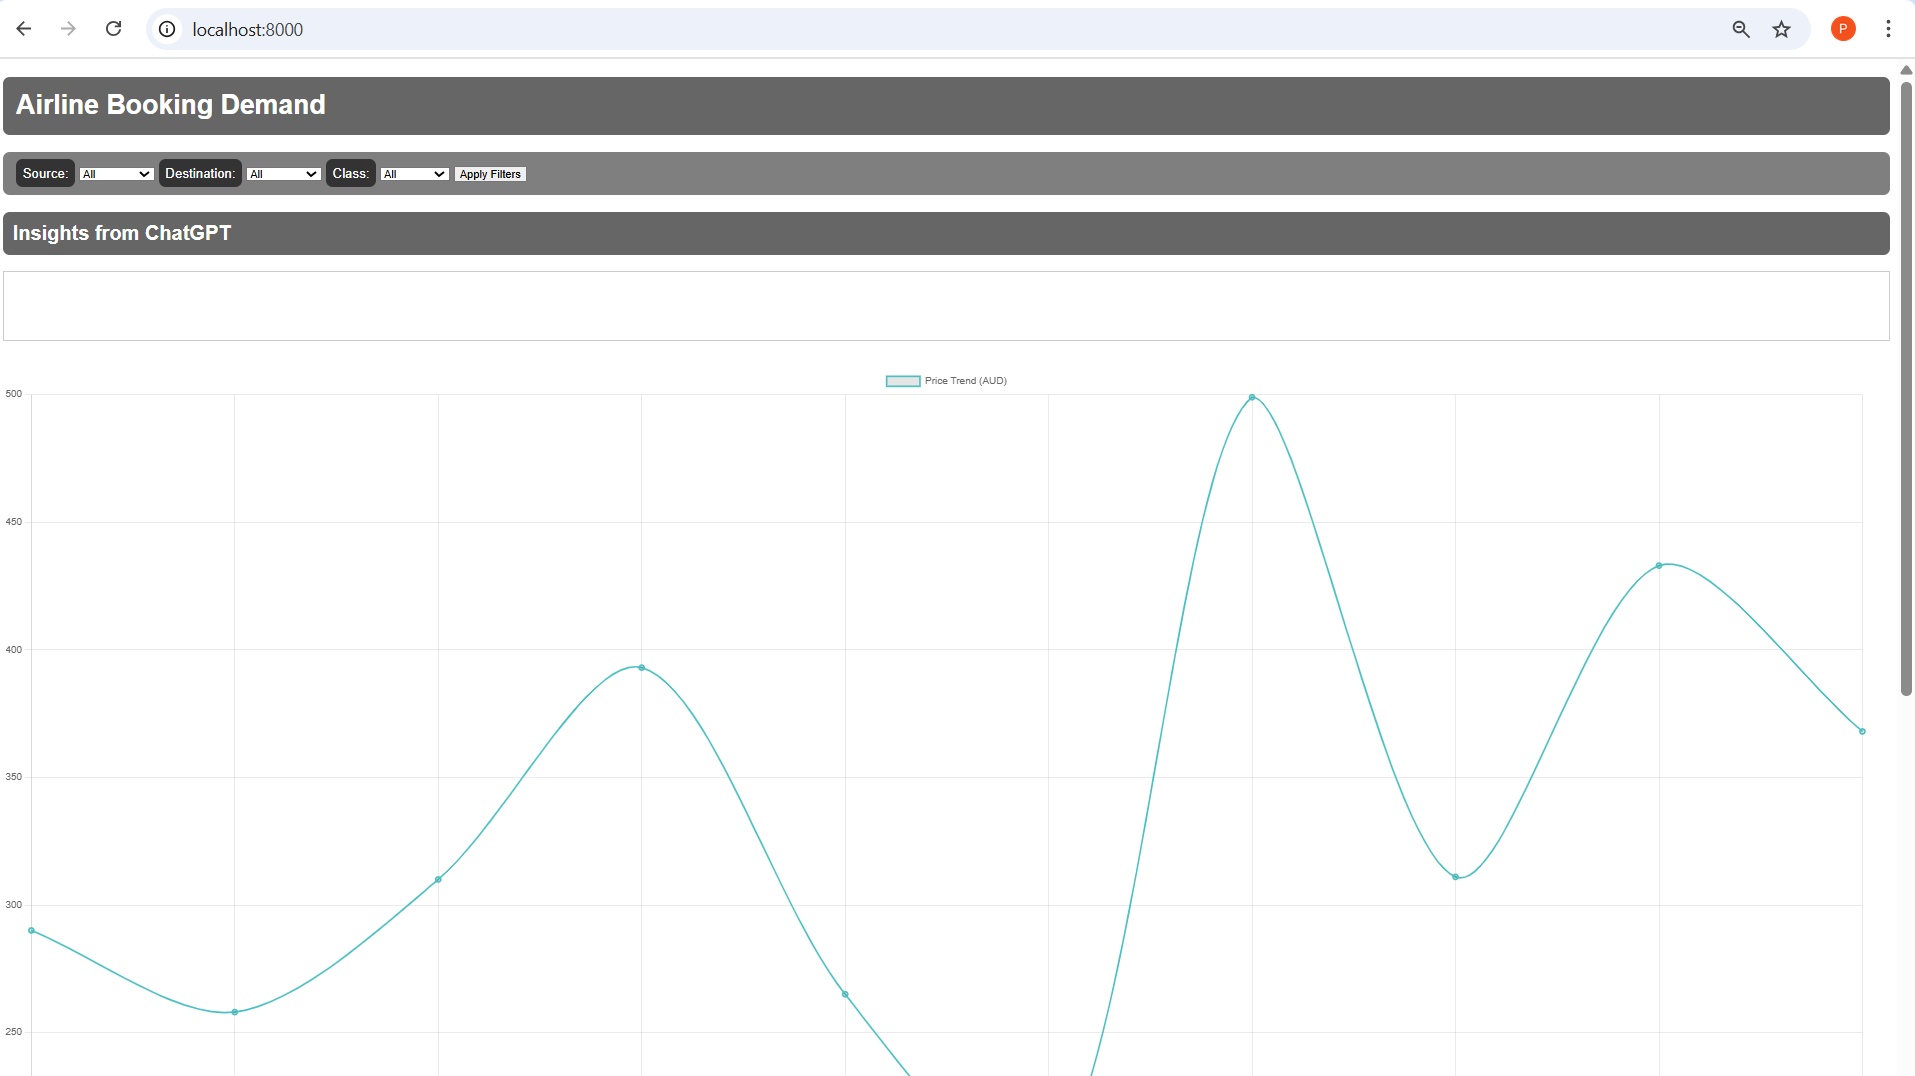 localhost:8000
P
Airline Booking Demand
Source: All Destination: All Class: All Apply Filters
Insights from ChatGPT
Price Trend (AUD)
500
450
400
350
300
250